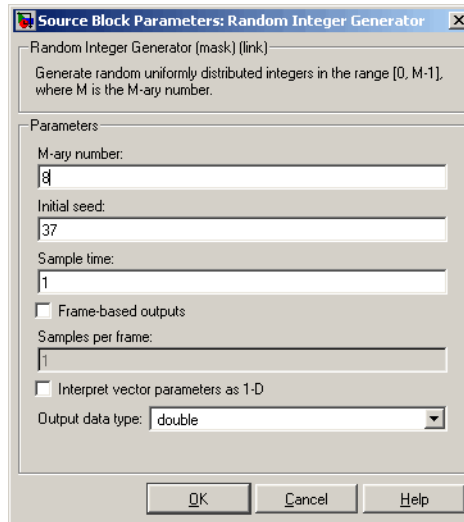 Source Block Parameters: Random Integer Generator
Random Integer Generator (mask) (link)
Generate random uniformly distributed integers in the range [0, M-1],
where M is the M-ary number.
Parameters
M-ary number:
8
Initial seed:
37
Sample time:
1
Frame-based outputs
Samples per frame:
1
Interpret vector parameters as 1-D
Output data type: double
OK Cancel Help